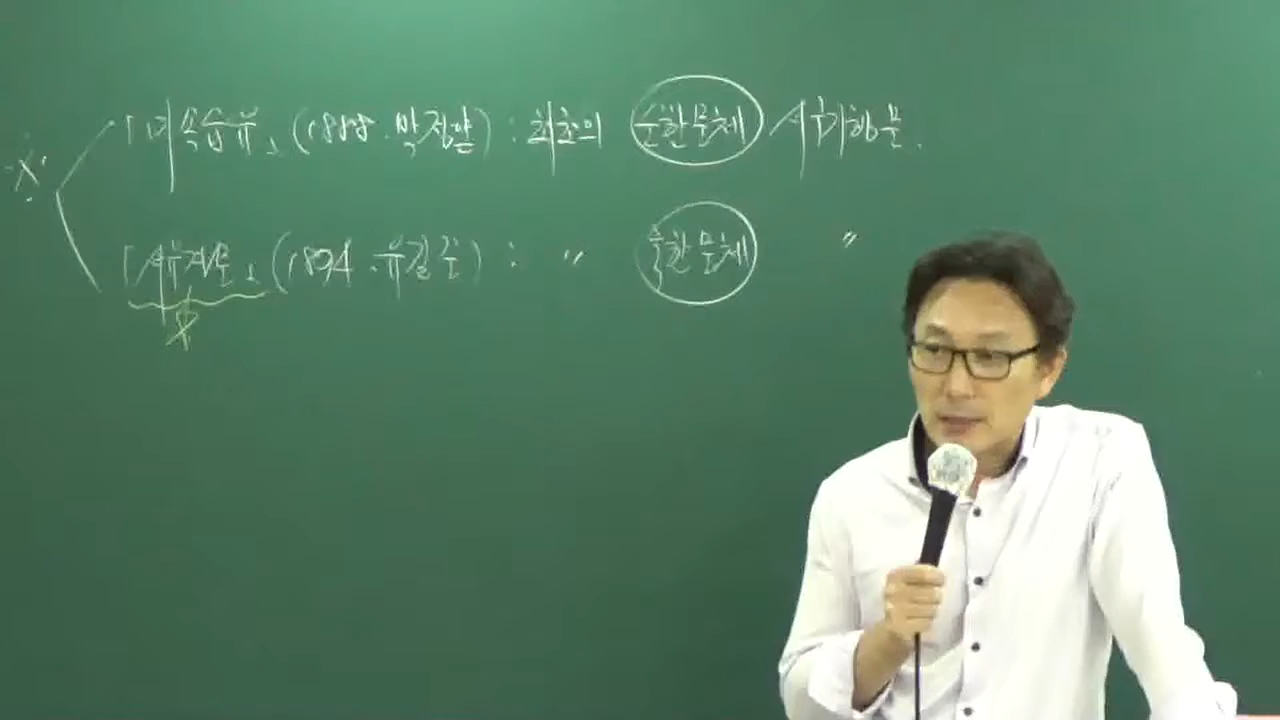 ※ 「미속습유」 (1888. 박정양) : 최초의 순한문체 서구기행문.
「서유견문」 (1894. 유길준) : 〃 국한문체 〃